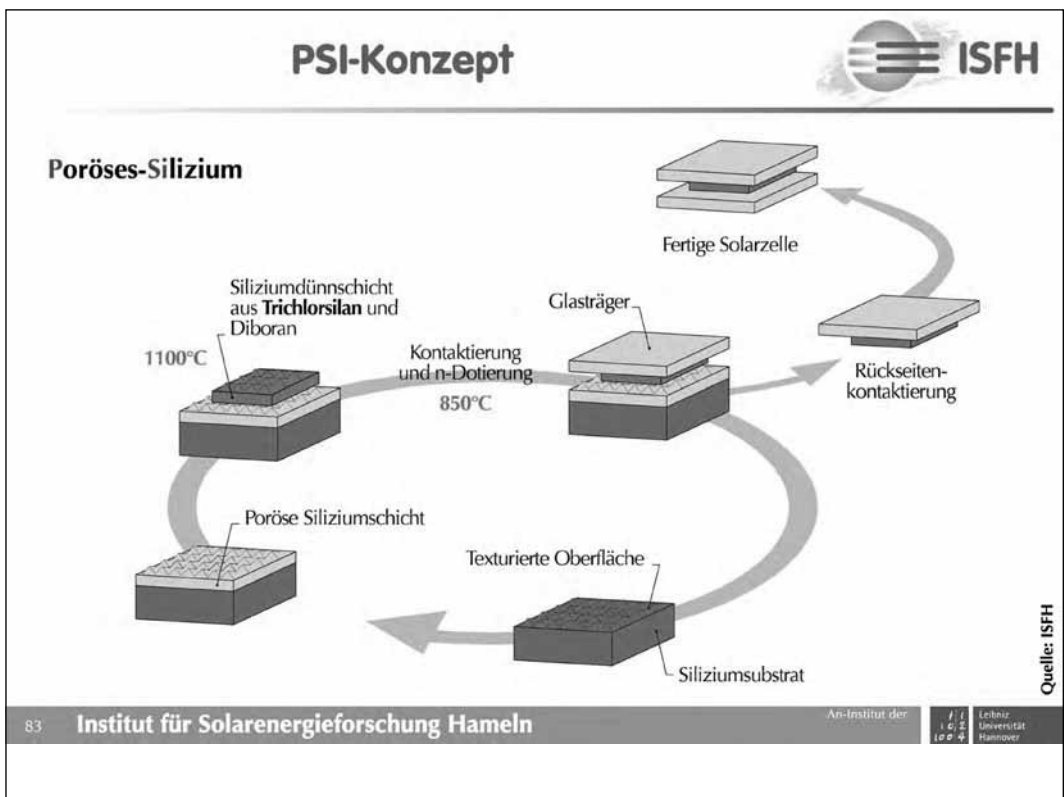 PSI-Konzept
ISFH
Poröses-Silizium
Fertige Solarzelle
Siliziumdünnschicht
aus Trichlorsilan und
Diboran
1100°C
Glasträger
Kontaktierung
und n-Dotierung
850°C
Rückseiten-
kontaktierung
Poröse Siliziumschicht
Texturierte Oberfläche
Siliziumsubstrat
Quelle: ISFH
83 Institut für Solarenergieforschung Hameln
An-Institut der
Leibniz
Universität
Hannover